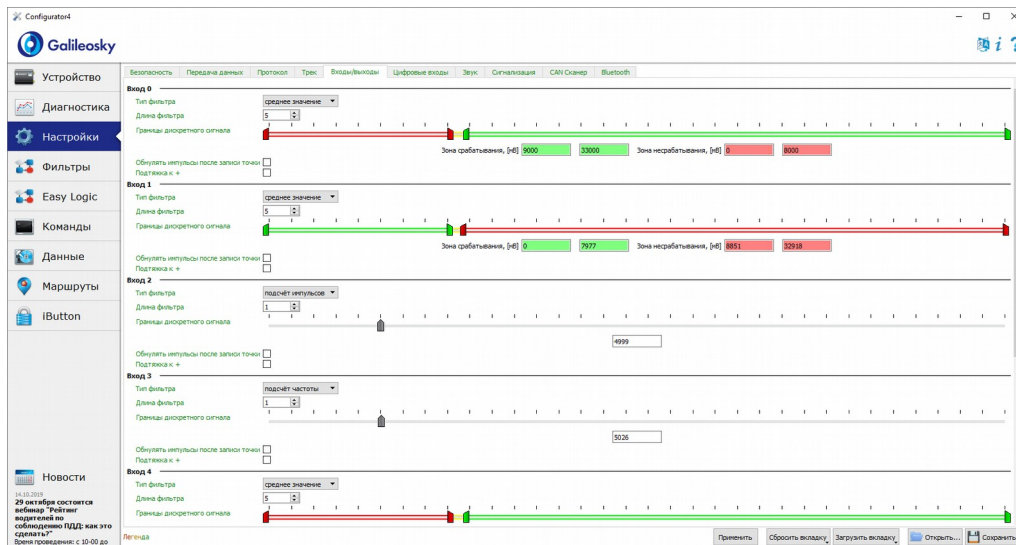 Configurator4
Galileosky
Устройство
Диагностика
Настройки
Фильтры
Easy Logic
Команды
Данные
Маршруты
iButton
Новости
14.10.2019
29 октября состоится
вебинар "Рейтинг
водителей по
соблюдению ПДД: как это
сделать?"
Время проведения: с 10-00 до
Безопасность Передача данных Протокол Трек Входы/выходы Цифровые входы Звук Сигнализация CAN Сканер Bluetooth
Вход 0
Тип фильтра среднее значение
Длина фильтра 5
Границы дискретного сигнала
Зона срабатывания, [мВ] 9000 33000 Зона несрабатывания, [мВ] 0 8000
Обнулять импульсы после записи точки
Подтяжка к +
Вход 1
Тип фильтра среднее значение
Длина фильтра 5
Границы дискретного сигнала
Зона срабатывания, [мВ] 0 7977 Зона несрабатывания, [мВ] 8851 32918
Обнулять импульсы после записи точки
Подтяжка к +
Вход 2
Тип фильтра подсчёт импульсов
Длина фильтра 1
Границы дискретного сигнала
4999
Обнулять импульсы после записи точки
Подтяжка к +
Вход 3
Тип фильтра подсчёт частоты
Длина фильтра 1
Границы дискретного сигнала
5026
Обнулять импульсы после записи точки
Подтяжка к +
Вход 4
Тип фильтра среднее значение
Длина фильтра 5
Границы дискретного сигнала
Легенда
Применить Сбросить вкладку Загрузить вкладку Открыть... Сохранить